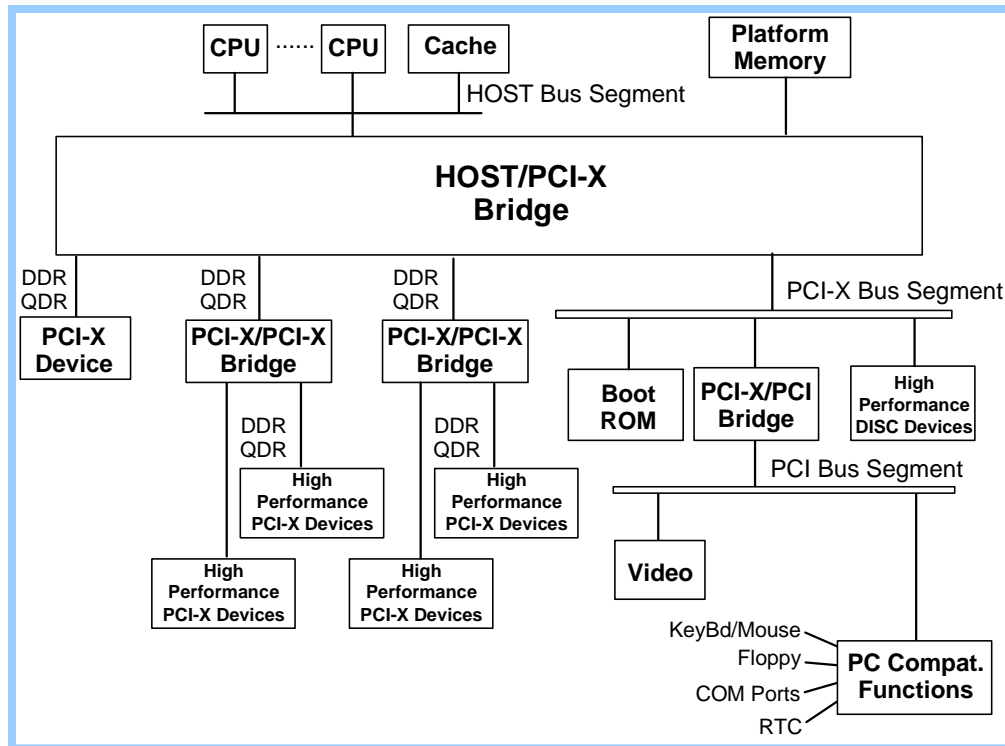 CPU ...... CPU
Cache
Platform
Memory
HOST Bus Segment
HOST/PCI-X
Bridge
DDR
QDR
DDR
QDR
DDR
QDR
PCI-X Bus Segment
PCI-X
Device
PCI-X/PCI-X
Bridge
PCI-X/PCI-X
Bridge
Boot
ROM
PCI-X/PCI
Bridge
High
Performance
DISC Devices
DDR
QDR
DDR
QDR
PCI Bus Segment
High
Performance
PCI-X Devices
High
Performance
PCI-X Devices
High
Performance
PCI-X Devices
High
Performance
PCI-X Devices
Video
KeyBd/Mouse
Floppy
COM Ports
RTC
PC Compat.
Functions